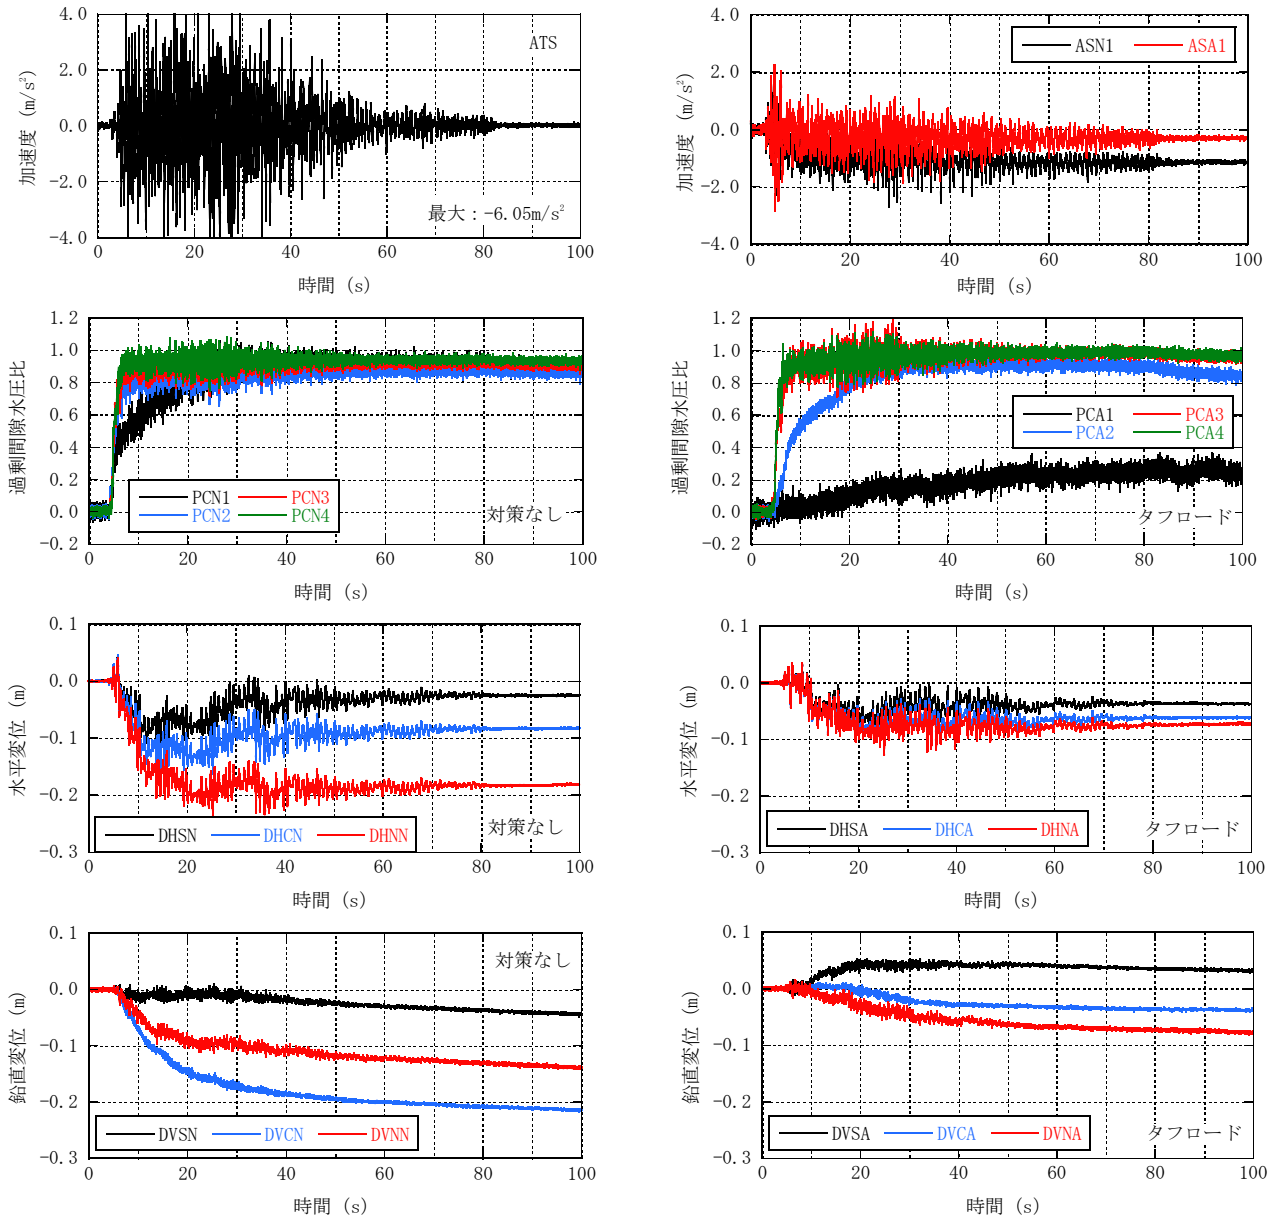 4.0
2.0
0.0
-2.0
-4.0
加速度 (m/s²)
ATS
最大：-6.05m/s²
0 20 40 60 80 100
時間 (s)
4.0
2.0
0.0
-2.0
-4.0
加速度 (m/s²)
ASN1 ASA1
0 20 40 60 80 100
時間 (s)
1.2
1.0
0.8
0.6
0.4
0.2
0.0
-0.2
過剰間隙水圧比
PCN1 PCN3
PCN2 PCN4
対策なし
0 20 40 60 80 100
時間 (s)
1.2
1.0
0.8
0.6
0.4
0.2
0.0
-0.2
過剰間隙水圧比
PCA1 PCA3
PCA2 PCA4
タフロード
0 20 40 60 80 100
時間 (s)
0.1
0.0
-0.1
-0.2
-0.3
水平変位 (m)
DHSN DHCN DHNN
対策なし
0 20 40 60 80 100
時間 (s)
0.1
0.0
-0.1
-0.2
-0.3
水平変位 (m)
DHSA DHCA DHNA
タフロード
0 20 40 60 80 100
時間 (s)
0.1
0.0
-0.1
-0.2
-0.3
鉛直変位 (m)
対策なし
DVSN DVCN DVNN
0 20 40 60 80 100
時間 (s)
0.1
0.0
-0.1
-0.2
-0.3
鉛直変位 (m)
DVSA DVCA DVNA
タフロード
0 20 40 60 80 100
時間 (s)